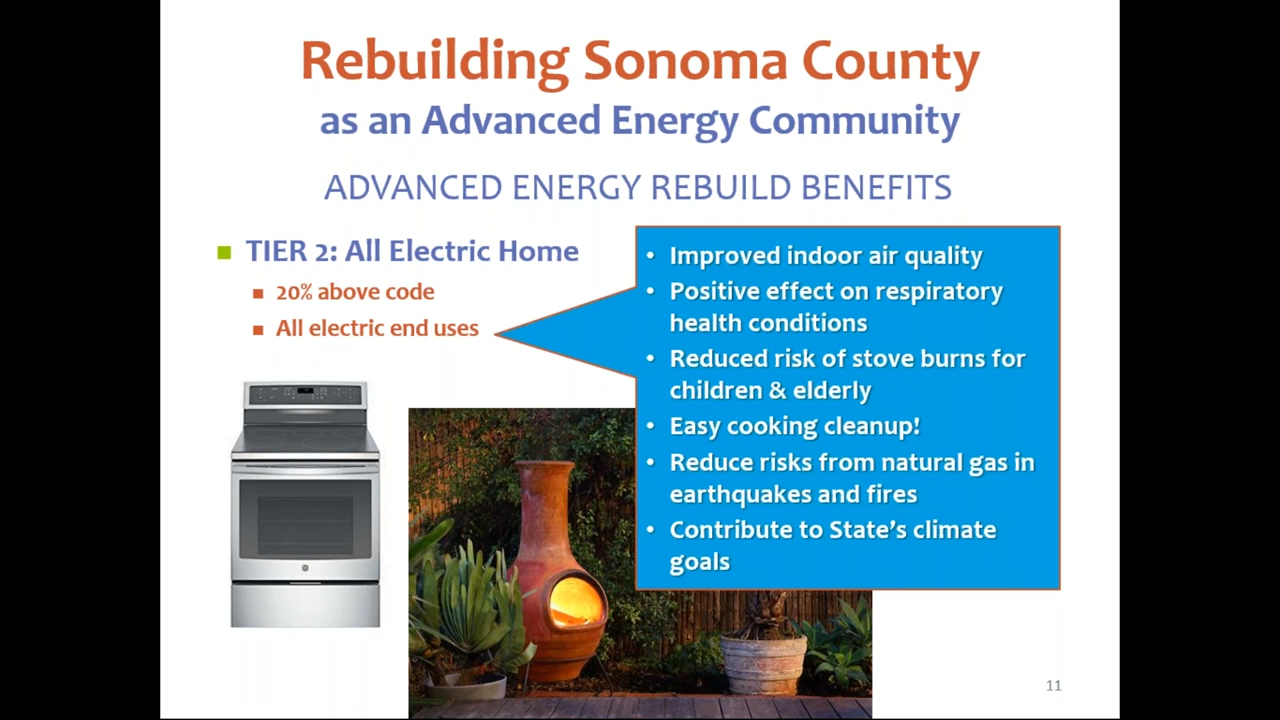 Rebuilding Sonoma County
as an Advanced Energy Community
ADVANCED ENERGY REBUILD BENEFITS
■ TIER 2: All Electric Home
■ 20% above code
■ All electric end uses
• Improved indoor air quality
• Positive effect on respiratory
health conditions
• Reduced risk of stove burns for
children & elderly
• Easy cooking cleanup!
• Reduce risks from natural gas in
earthquakes and fires
• Contribute to State's climate
goals
11